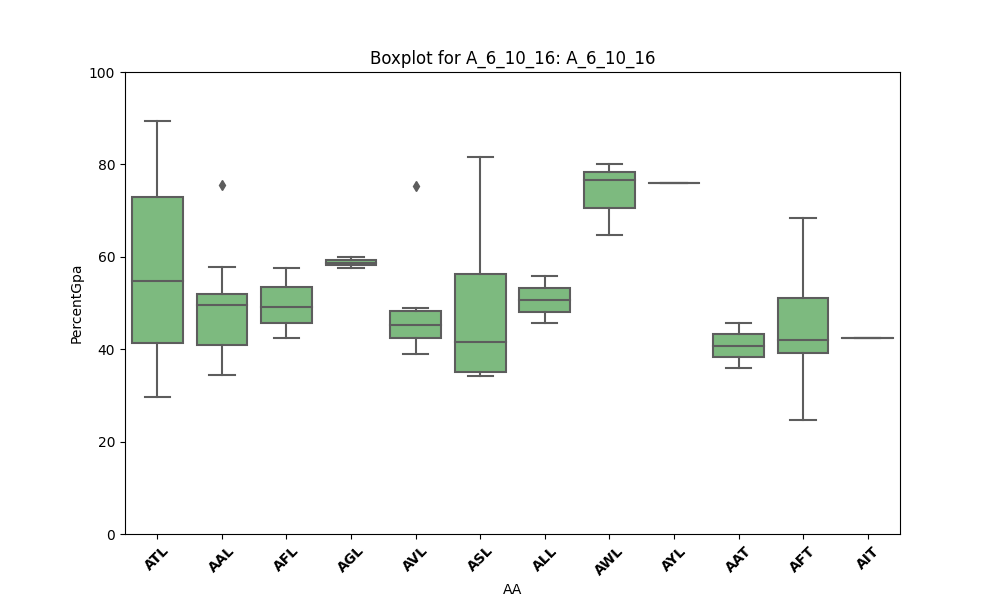 Boxplot for A_6_10_16: A_6_10_16
100
80
60
40
20
0
PercentGpa
ATL
AAL
AFL
AGL
AVL
ASL
ALL
AWL
AYL
AAT
AFT
AIT
AA